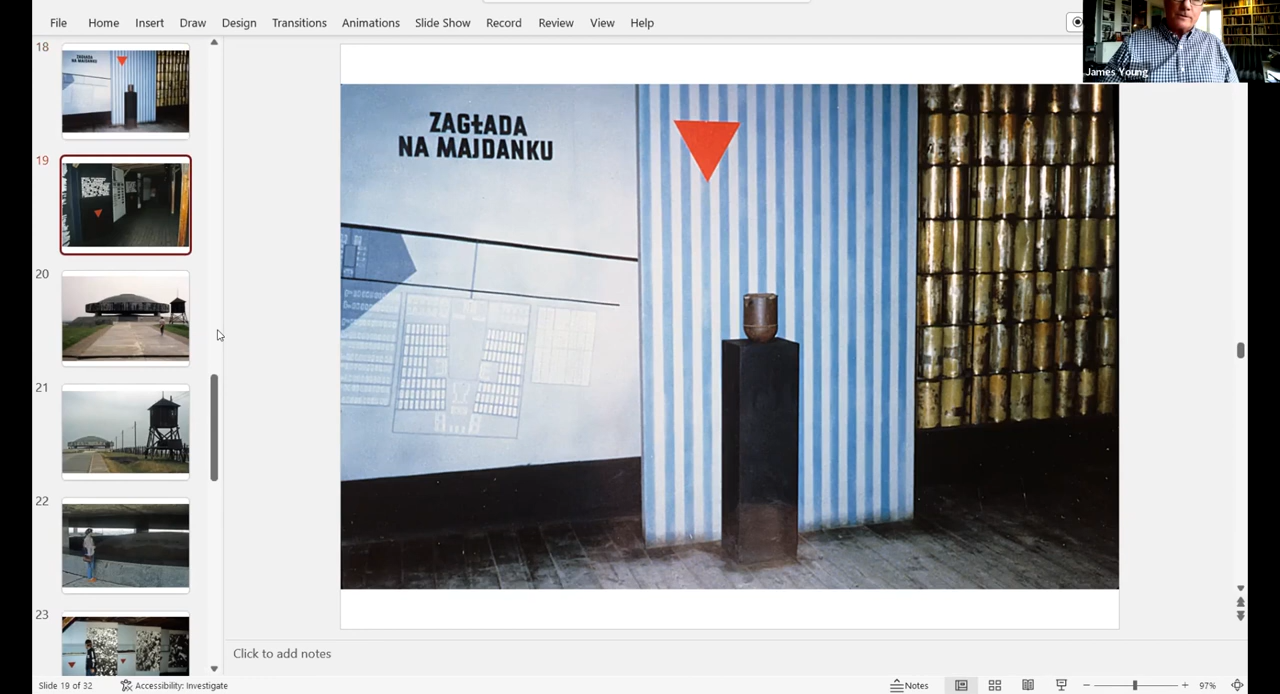 File Home Insert Draw Design Transitions Animations Slide Show Record Review View Help
James Young
18
19
20
21
22
23
ZAGŁADA
NA MAJDANKU
Click to add notes
Slide 19 of 32 Accessibility: Investigate Notes 97%